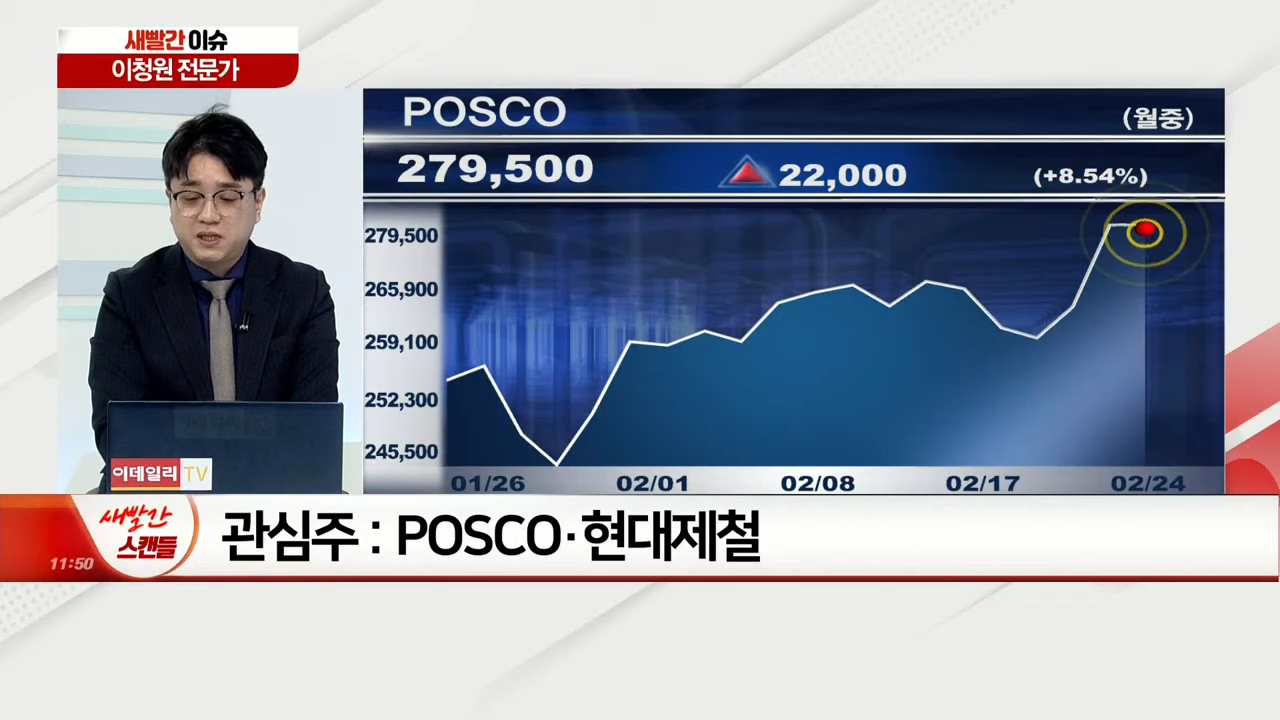 새빨간 이슈
이청원 전문가
POSCO
(월중)
279,500
22,000
(+8.54%)
279,500
265,900
259,100
252,300
245,500
01/26
02/01
02/08
02/17
02/24
이데일리 TV
새빨간
스캔들
11:50
관심주 : POSCO·현대제철